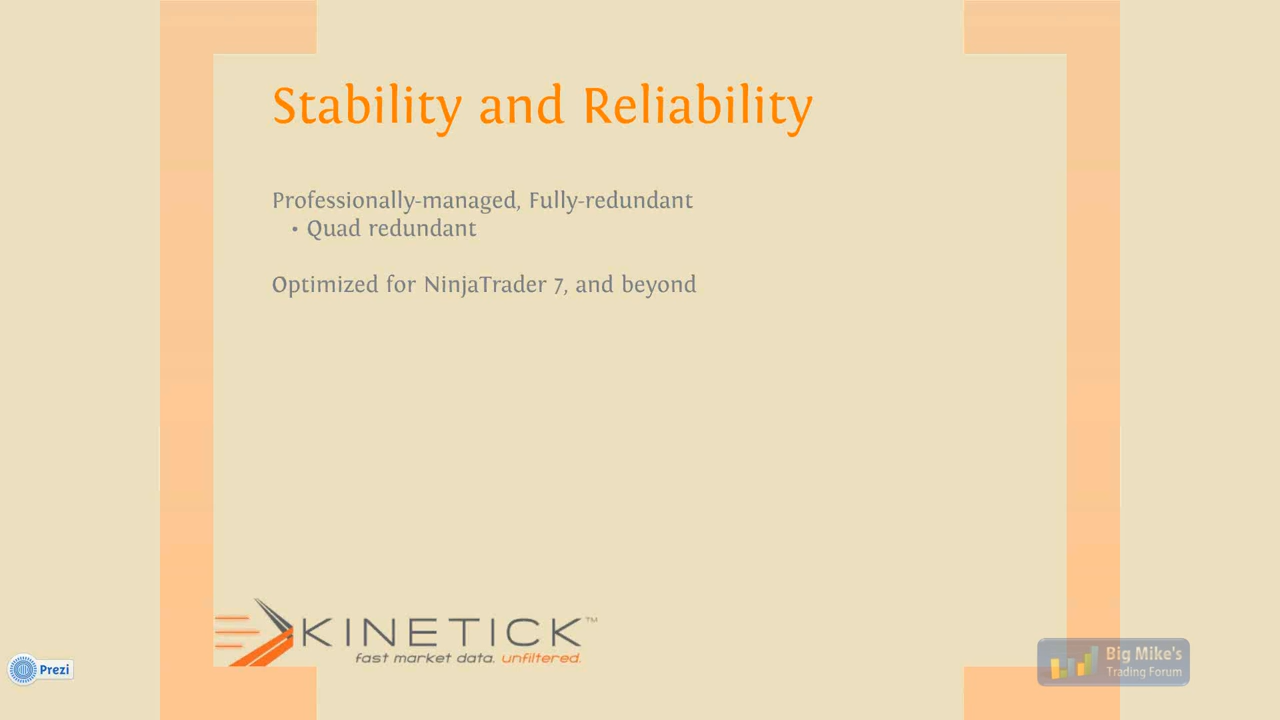 Stability and Reliability
Professionally-managed, Fully-redundant
• Quad redundant
Optimized for NinjaTrader 7, and beyond
KINETICK™
fast market data. unfiltered.
Prezi
Big Mike's
Trading Forum